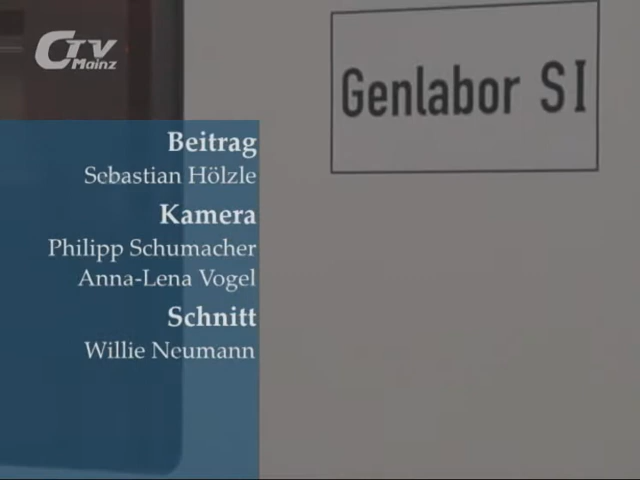 CTV
Mainz
Genlabor SI
Beitrag
Sebastian Hölzle
Kamera
Philipp Schumacher
Anna-Lena Vogel
Schnitt
Willie Neumann